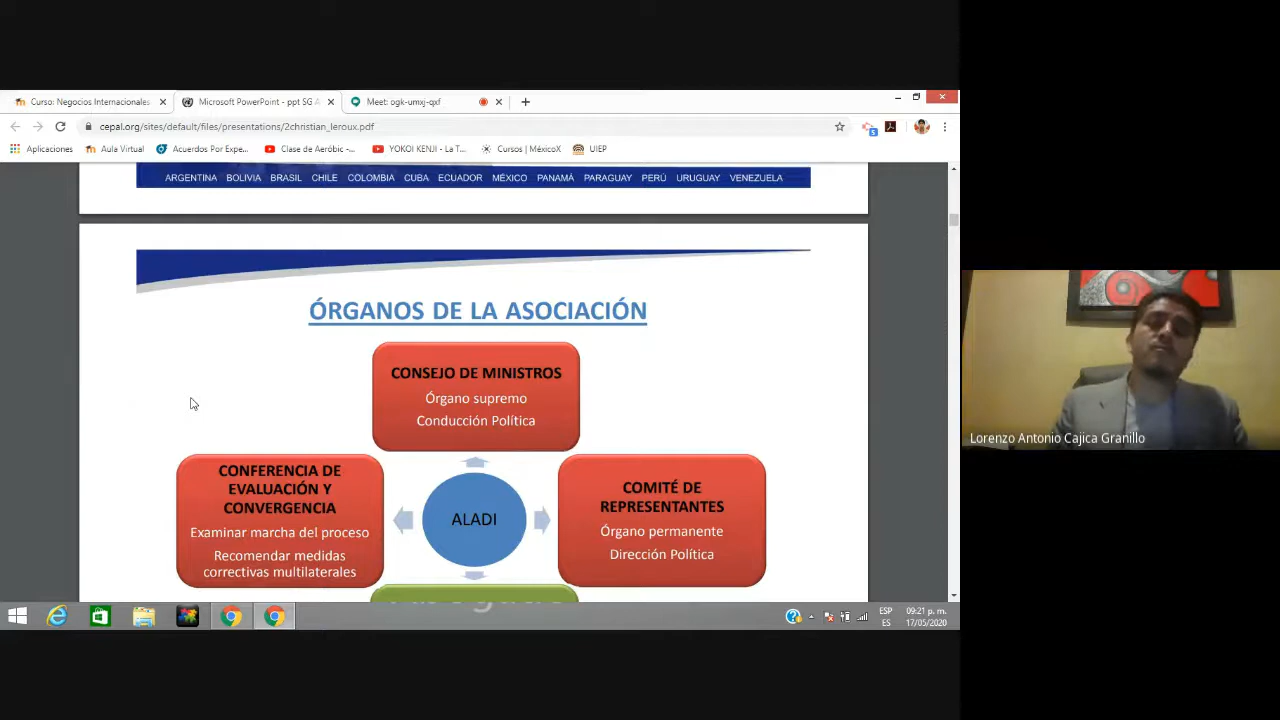 Curso: Negocios Internacionales
Microsoft PowerPoint - ppt SG A
Meet: ogk-umxj-qxf
cepal.org/sites/default/files/presentations/2christian_leroux.pdf
Aplicaciones
Aula Virtual
Acuerdos Por Expe...
Clase de Aeróbic -...
YOKOI KENJI - La T...
Cursos | MéxicoX
UIEP
ARGENTINA BOLIVIA BRASIL CHILE COLOMBIA CUBA ECUADOR MÉXICO PANAMÁ PARAGUAY PERÚ URUGUAY VENEZUELA
ÓRGANOS DE LA ASOCIACIÓN
CONSEJO DE MINISTROS
Órgano supremo
Conducción Política
CONFERENCIA DE
EVALUACIÓN Y
CONVERGENCIA
Examinar marcha del proceso
Recomendar medidas
correctivas multilaterales
ALADI
COMITÉ DE
REPRESENTANTES
Órgano permanente
Dirección Política
Lorenzo Antonio Cajica Granillo
ESP
ES
09:21 p. m.
17/05/2020